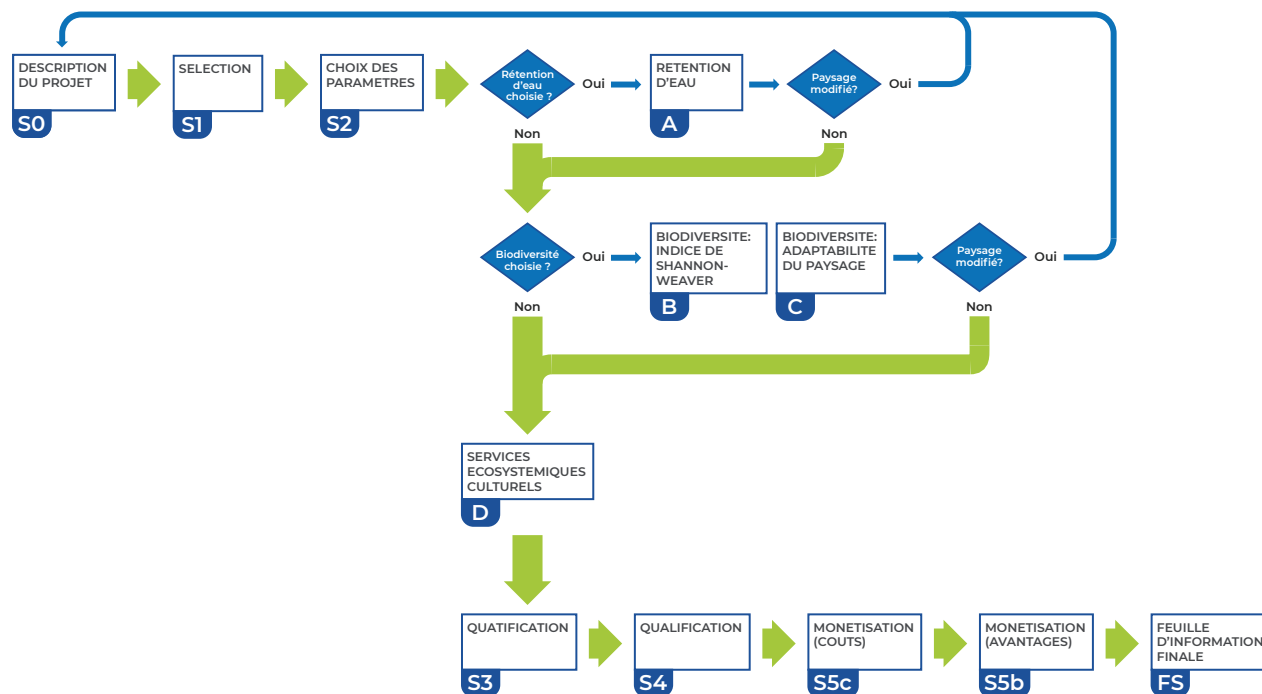 DESCRIPTION
DU PROJET
S0
SELECTION
S1
CHOIX DES
PARAMETRES
S2
Rétention
d'eau
choisie ?
Oui
RETENTION
D'EAU
A
Paysage
modifié?
Oui
Non
Non
Biodiversité
choisie ?
Oui
BIODIVERSITE:
INDICE DE
SHANNON-
WEAVER
B
BIODIVERSITE:
ADAPTABILITE
DU PAYSAGE
C
Paysage
modifié?
Oui
Non
Non
SERVICES
ECOSYSTEMIQUES
CULTURELS
D
QUATIFICATION
S3
QUALIFICATION
S4
MONETISATION
(COUTS)
S5c
MONETISATION
(AVANTAGES)
S5b
FEUILLE
D'INFORMATION
FINALE
FS